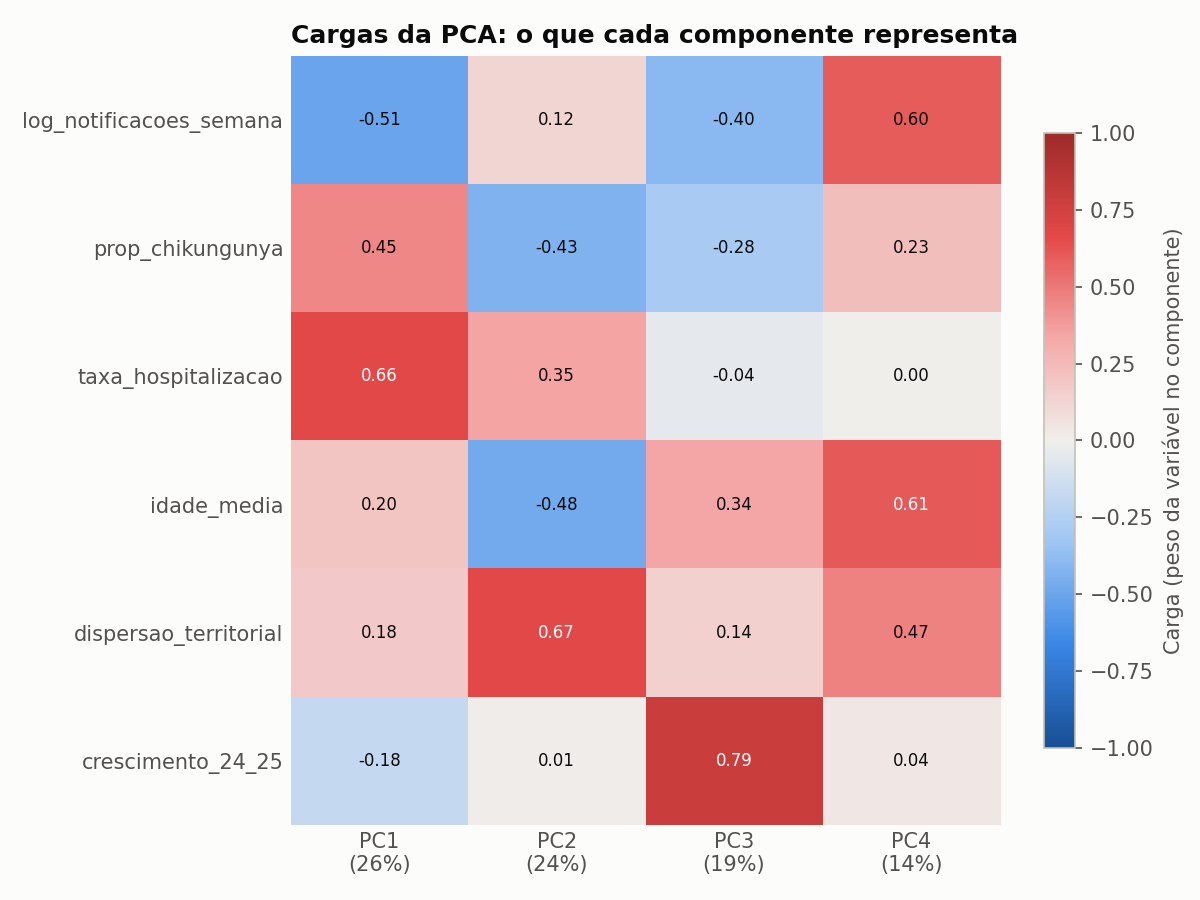 Cargas da PCA: o que cada componente representa
log_notificacoes_semana -0.51 0.12 -0.40 0.60
prop_chikungunya 0.45 -0.43 -0.28 0.23
taxa_hospitalizacao 0.66 0.35 -0.04 0.00
idade_media 0.20 -0.48 0.34 0.61
dispersao_territorial 0.18 0.67 0.14 0.47
crescimento_24_25 -0.18 0.01 0.79 0.04
PC1 PC2 PC3 PC4
(26%) (24%) (19%) (14%)
1.00
0.75
0.50
0.25
0.00
−0.25
−0.50
−0.75
−1.00
Carga (peso da variável no componente)